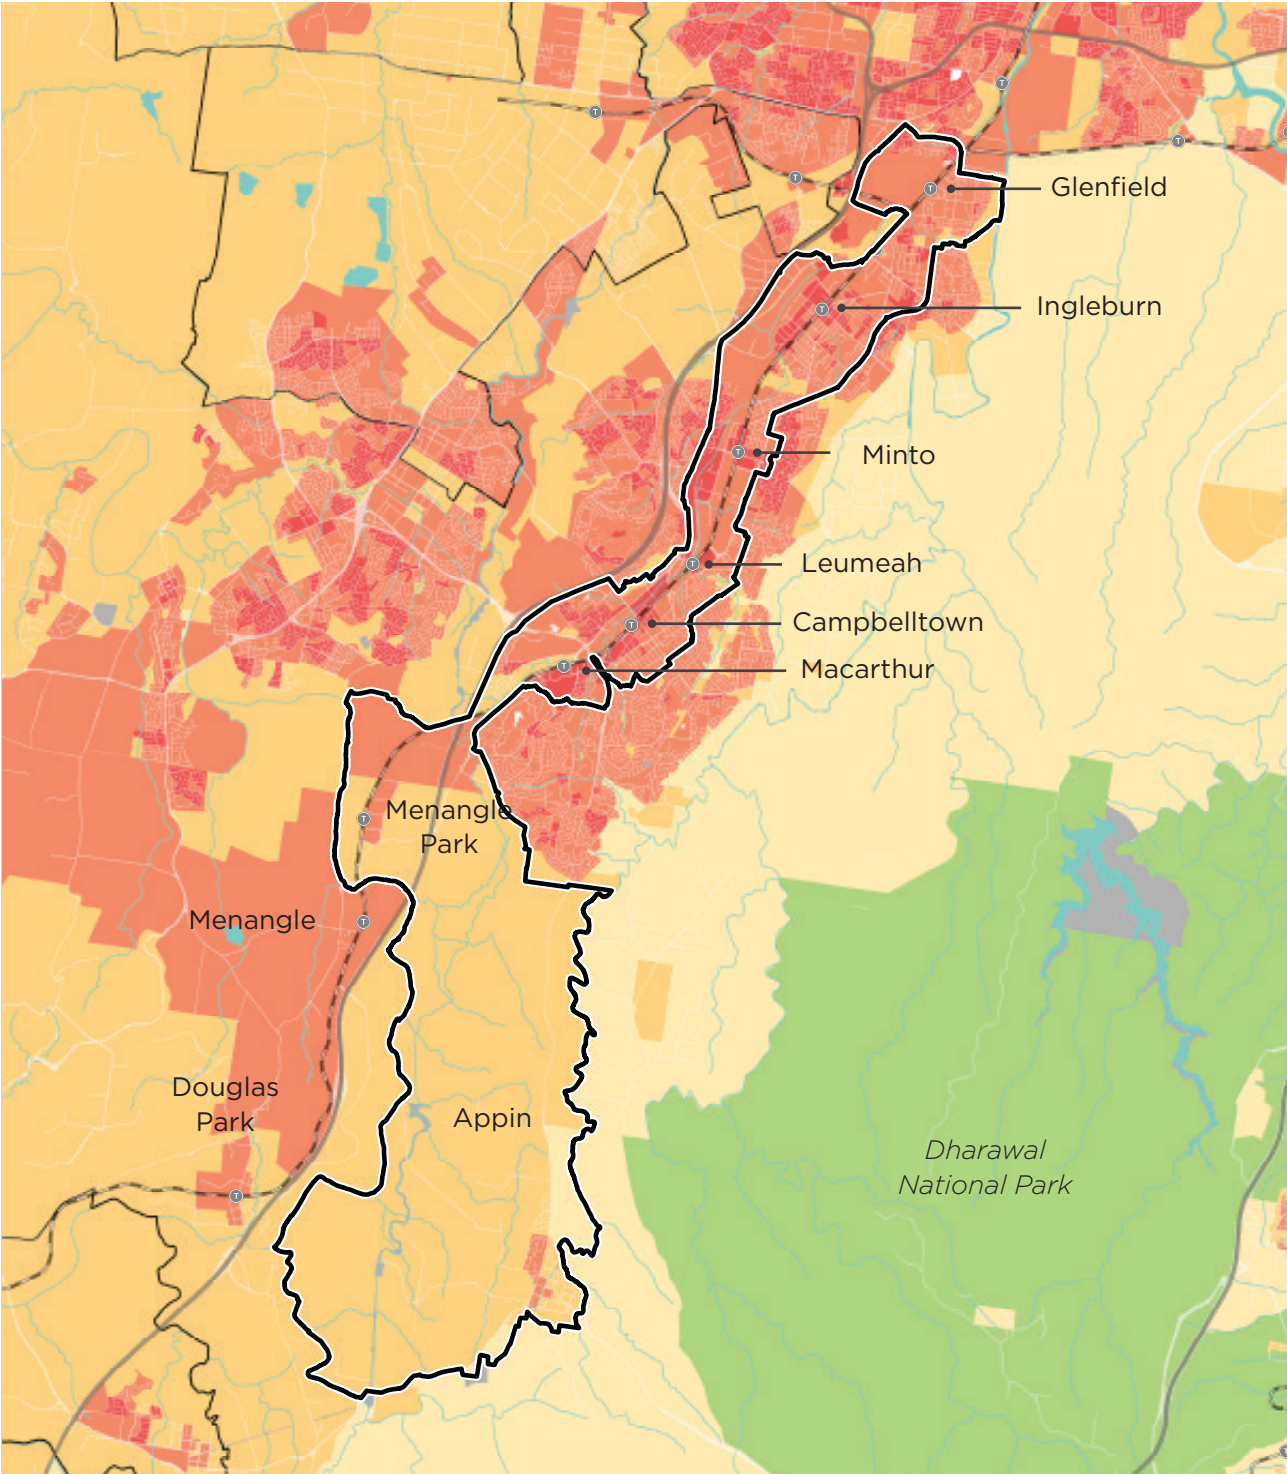 T
T
T
T
Glenfield
T
Ingleburn
T
Minto
T
Leumeah
T
Campbelltown
T
Macarthur
T
Menangle
Park
T
Menangle
T
Douglas
Park
Appin
Dharawal
National Park
T